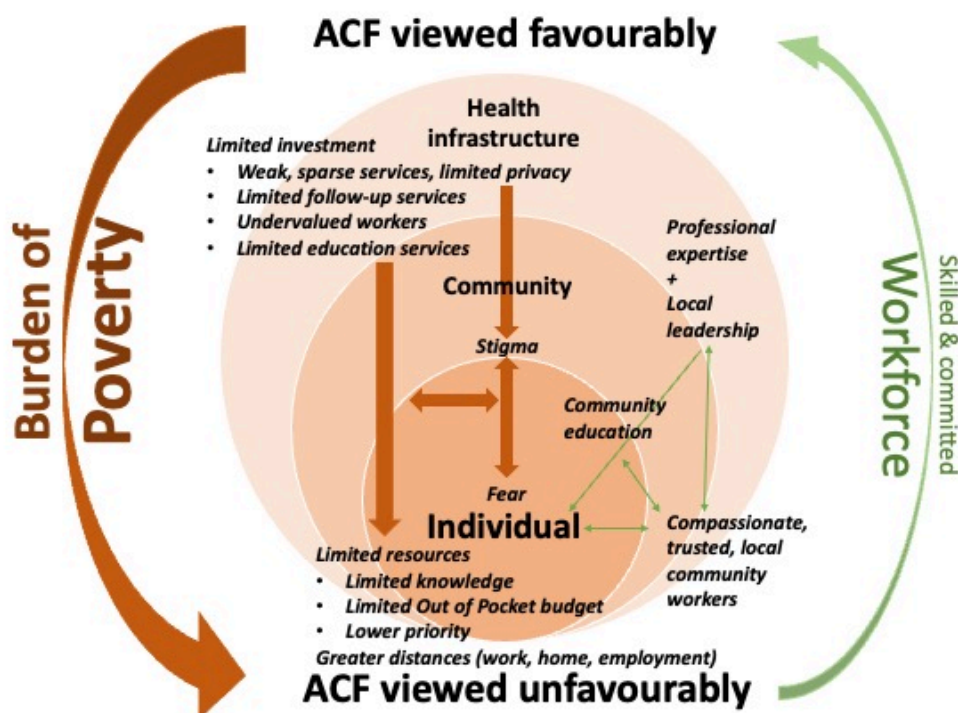 ACF viewed favourably
Health
infrastructure
Limited investment
• Weak, sparse services, limited privacy
• Limited follow-up services
• Undervalued workers
• Limited education services
Professional
expertise
+
Local
leadership
Community
Stigma
Burden of
Poverty
Skilled & committed
Workforce
Community
education
Fear
Individual
Compassionate,
trusted, local
community
workers
Limited resources
• Limited knowledge
• Limited Out of Pocket budget
• Lower priority
Greater distances (work, home, employment)
ACF viewed unfavourably